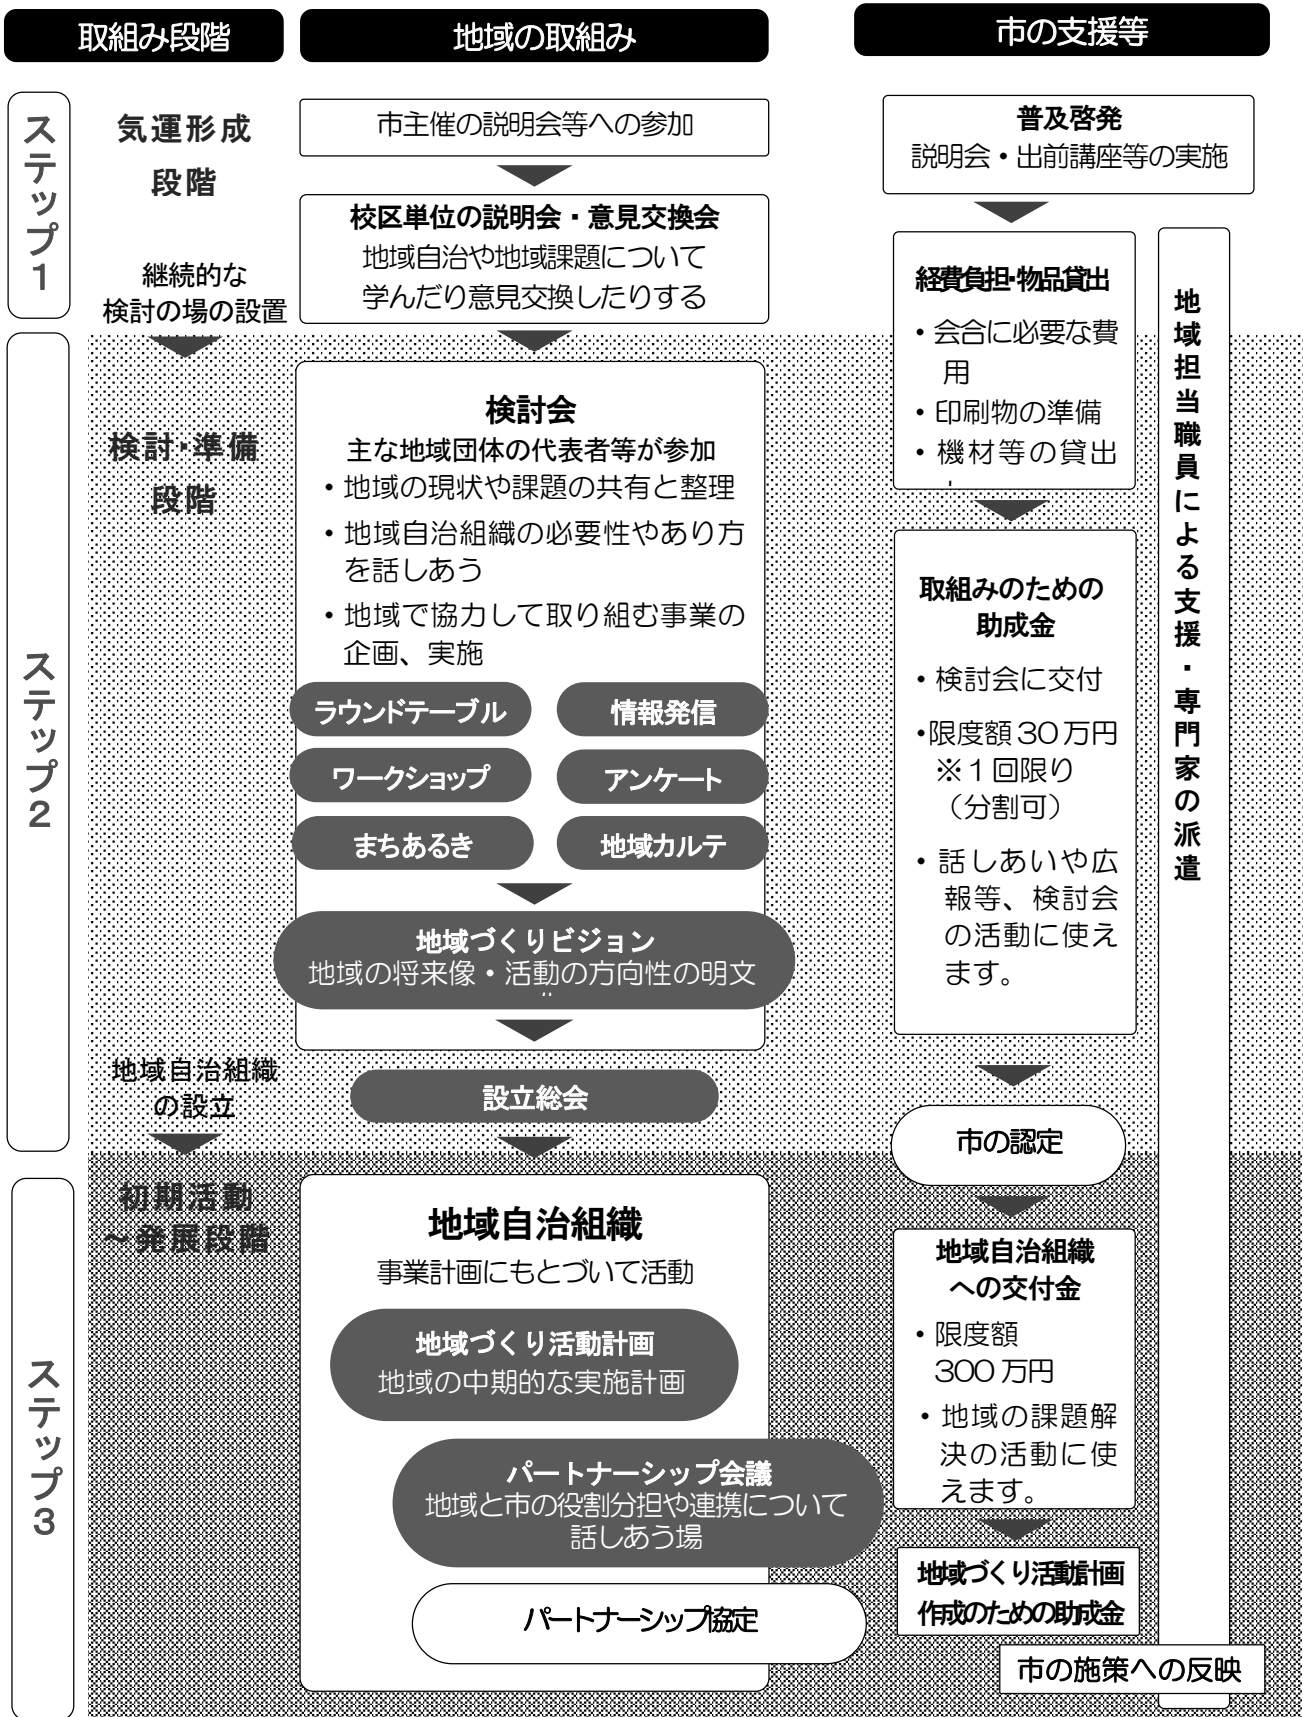 取組み段階
地域の取組み
市の支援等
ステップ1
気運形成
段階
継続的な
検討の場の設置
市主催の説明会等への参加
校区単位の説明会・意見交換会
地域自治や地域課題について
学んだり意見交換したりする
普及啓発
説明会・出前講座等の実施
経費負担・物品貸出
・会合に必要な費
用
・印刷物の準備
・機材等の貸出
地域担当職員による支援・専門家の派遣
ステップ2
検討・準備
段階
検討会
主な地域団体の代表者等が参加
・地域の現状や課題の共有と整理
・地域自治組織の必要性やあり方
を話しあう
・地域で協力して取り組む事業の
企画、実施
ラウンドテーブル
情報発信
ワークショップ
アンケート
まちあるき
地域カルテ
地域づくりビジョン
地域の将来像・活動の方向性の明文
取組みのための
助成金
・検討会に交付
・限度額30万円
※1回限り
（分割可）
・話しあいや広
報等、検討会
の活動に使え
ます。
地域自治組織
の設立
設立総会
市の認定
ステップ3
初期活動
～発展段階
地域自治組織
事業計画にもとづいて活動
地域づくり活動計画
地域の中期的な実施計画
パートナーシップ会議
地域と市の役割分担や連携について
話しあう場
パートナーシップ協定
地域自治組織
への交付金
・限度額
300万円
・地域の課題解
決の活動に使
えます。
地域づくり活動計画
作成のための助成金
市の施策への反映